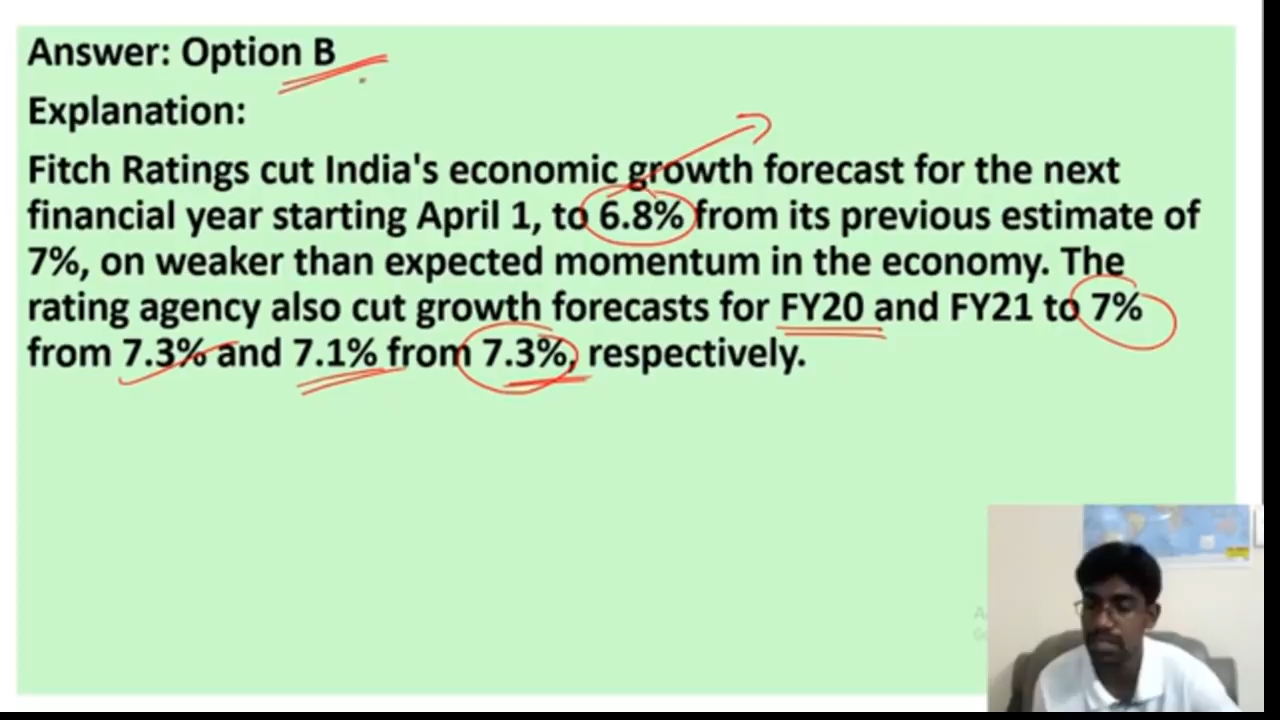 Answer: Option B
Explanation:
Fitch Ratings cut India's economic growth forecast for the next
financial year starting April 1, to 6.8% from its previous estimate of
7%, on weaker than expected momentum in the economy. The
rating agency also cut growth forecasts for FY20 and FY21 to 7%
from 7.3% and 7.1% from 7.3%, respectively.